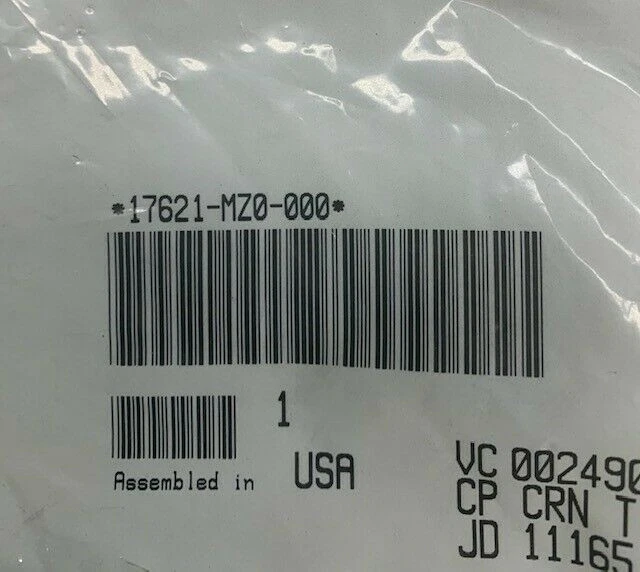 *17621-MZ0-000*
1
Assembled in USA
VC 002490
CP CRN T
JD 11165